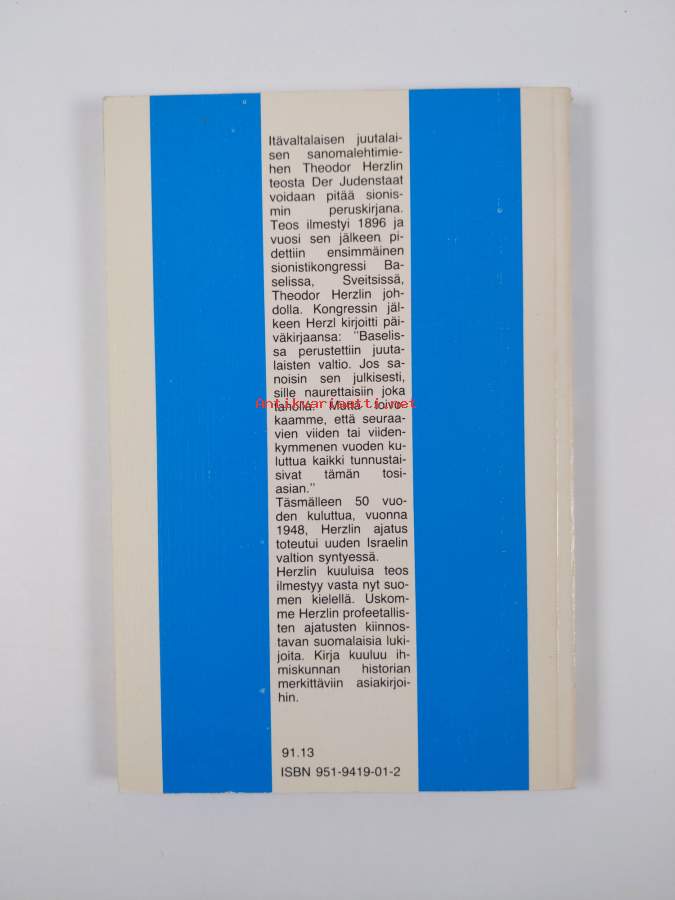 Itävaltalaisen juutalai-
sen sanomalehtimie-
hen Theodor Herzlin
teosta Der Judenstaat
voidaan pitää sionis-
min peruskirjana.
Teos ilmestyi 1896 ja
vuosi sen jälkeen pi-
dettiin ensimmäinen
sionistikongressi Ba-
selissa, Sveitsissä,
Theodor Herzlin joh-
dolla. Kongressin jäl-
keen Herzl kirjoitti päi-
väkirjaansa: "Baselis-
sa perustettiin juuta-
laisten valtio. Jos sa-
noisin sen julkisesti,
sille naurettaisiin joka
taholla. Mutta toivo-
Antikvariaatti.net
kaamme, että seuraa-
vien viiden tai viiden-
kymmenen vuoden ku-
luttua kaikki tunnustai-
sivat tämän tosi-
asian."
Täsmälleen 50 vuo-
den kuluttua, vuonna
1948, Herzlin ajatus
toteutui uuden Israelin
valtion syntyessä.
Herzlin kuuluisa teos
ilmestyy vasta nyt suo-
men kielellä. Uskom-
me Herzlin profeetallis-
ten ajatusten kiinnos-
tavan suomalaisia luki-
joita. Kirja kuuluu ih-
miskunnan historian
merkittäviin asiakirjoi-
hin.
91.13
ISBN 951-9419-01-2